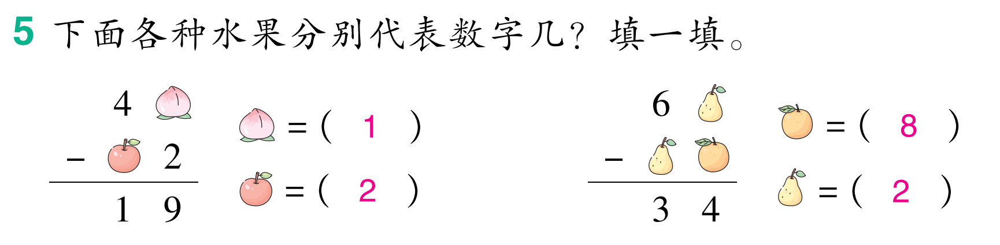 5 下面各种水果分别代表数字几？填一填。
4
=( 1 )
− 2
=( 2 )
1 9
6
=( 8 )
−
=( 2 )
3 4